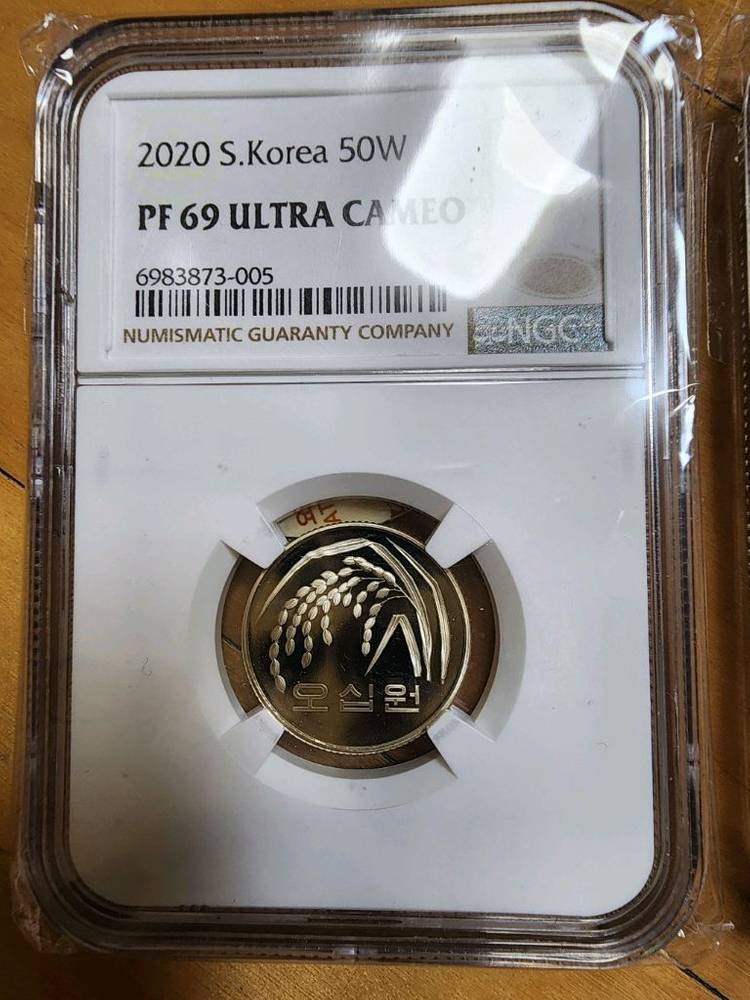 2020 S.Korea 50W
PF 69 ULTRA CAMEO
6983873-005
NUMISMATIC GUARANTY COMPANY NGC
오십원